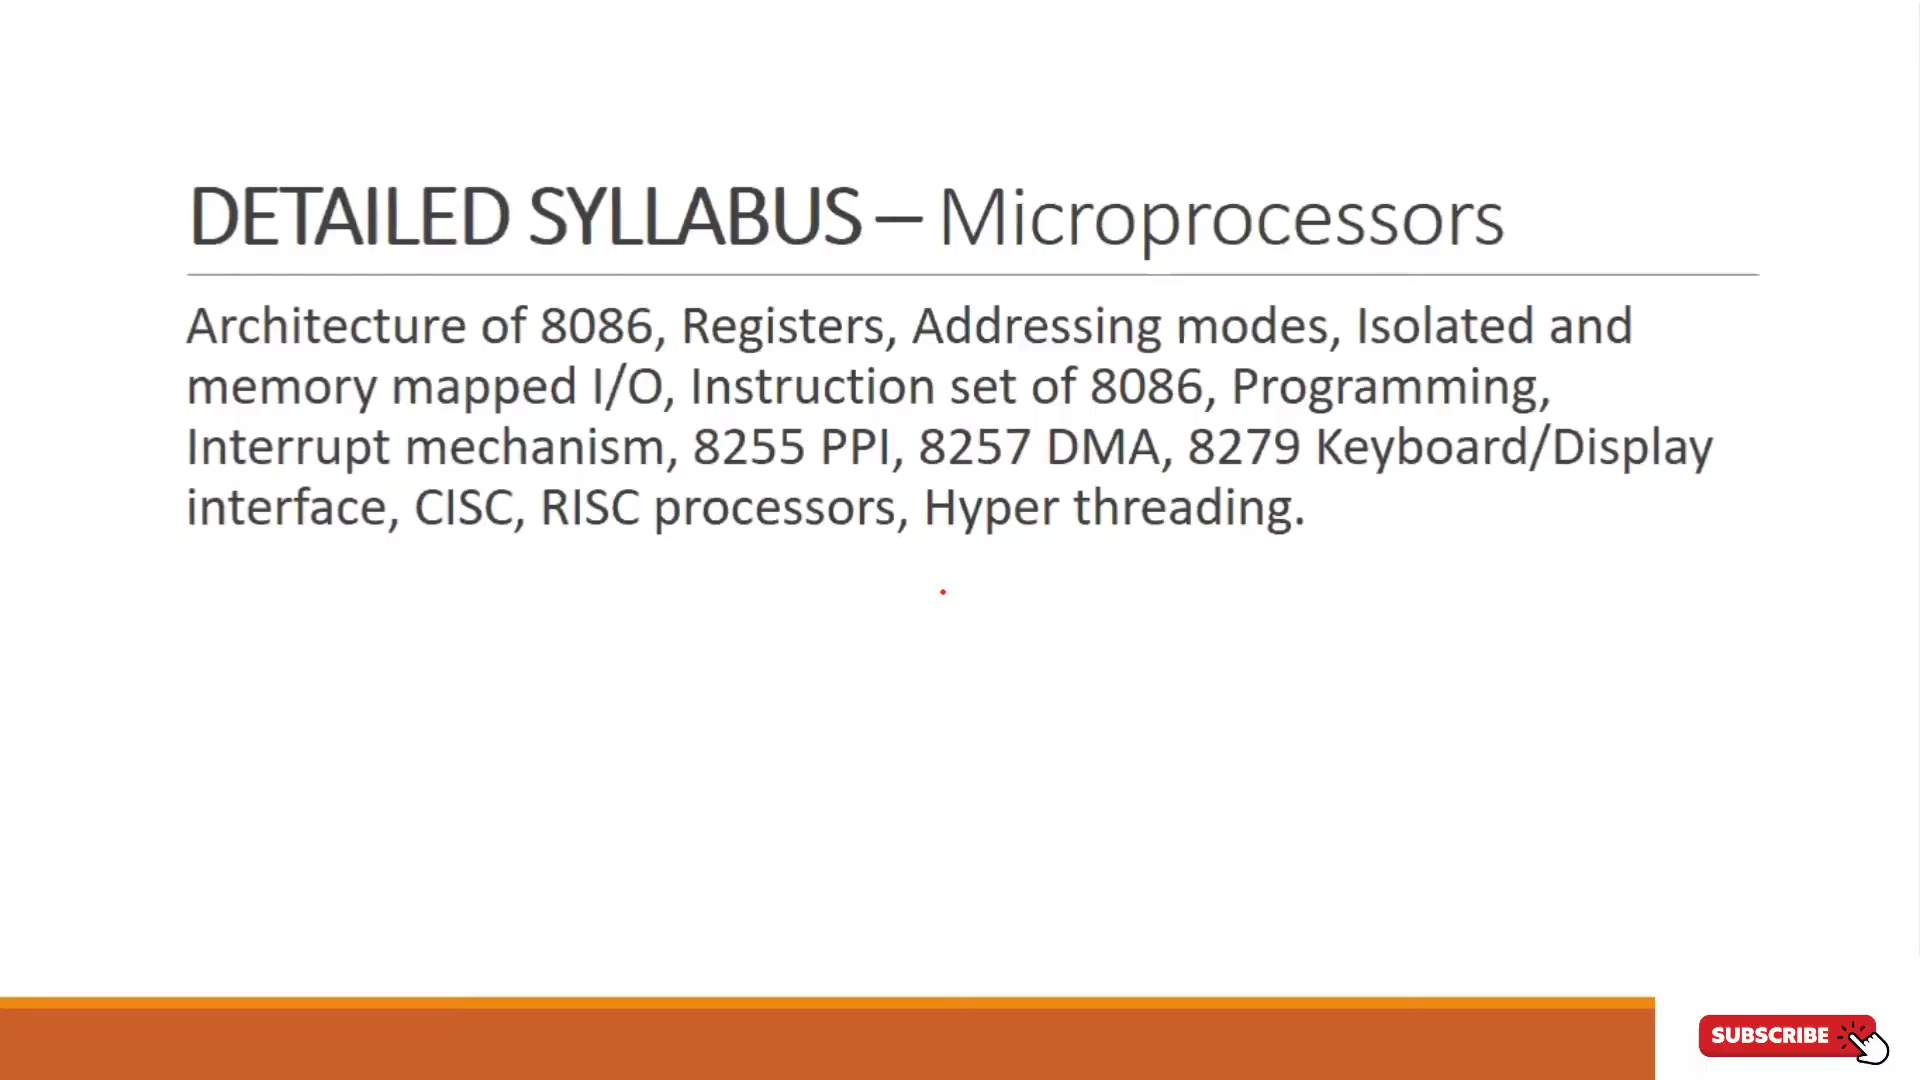 DETAILED SYLLABUS – Microprocessors
Architecture of 8086, Registers, Addressing modes, Isolated and
memory mapped I/O, Instruction set of 8086, Programming,
Interrupt mechanism, 8255 PPI, 8257 DMA, 8279 Keyboard/Display
interface, CISC, RISC processors, Hyper threading.
SUBSCRIBE